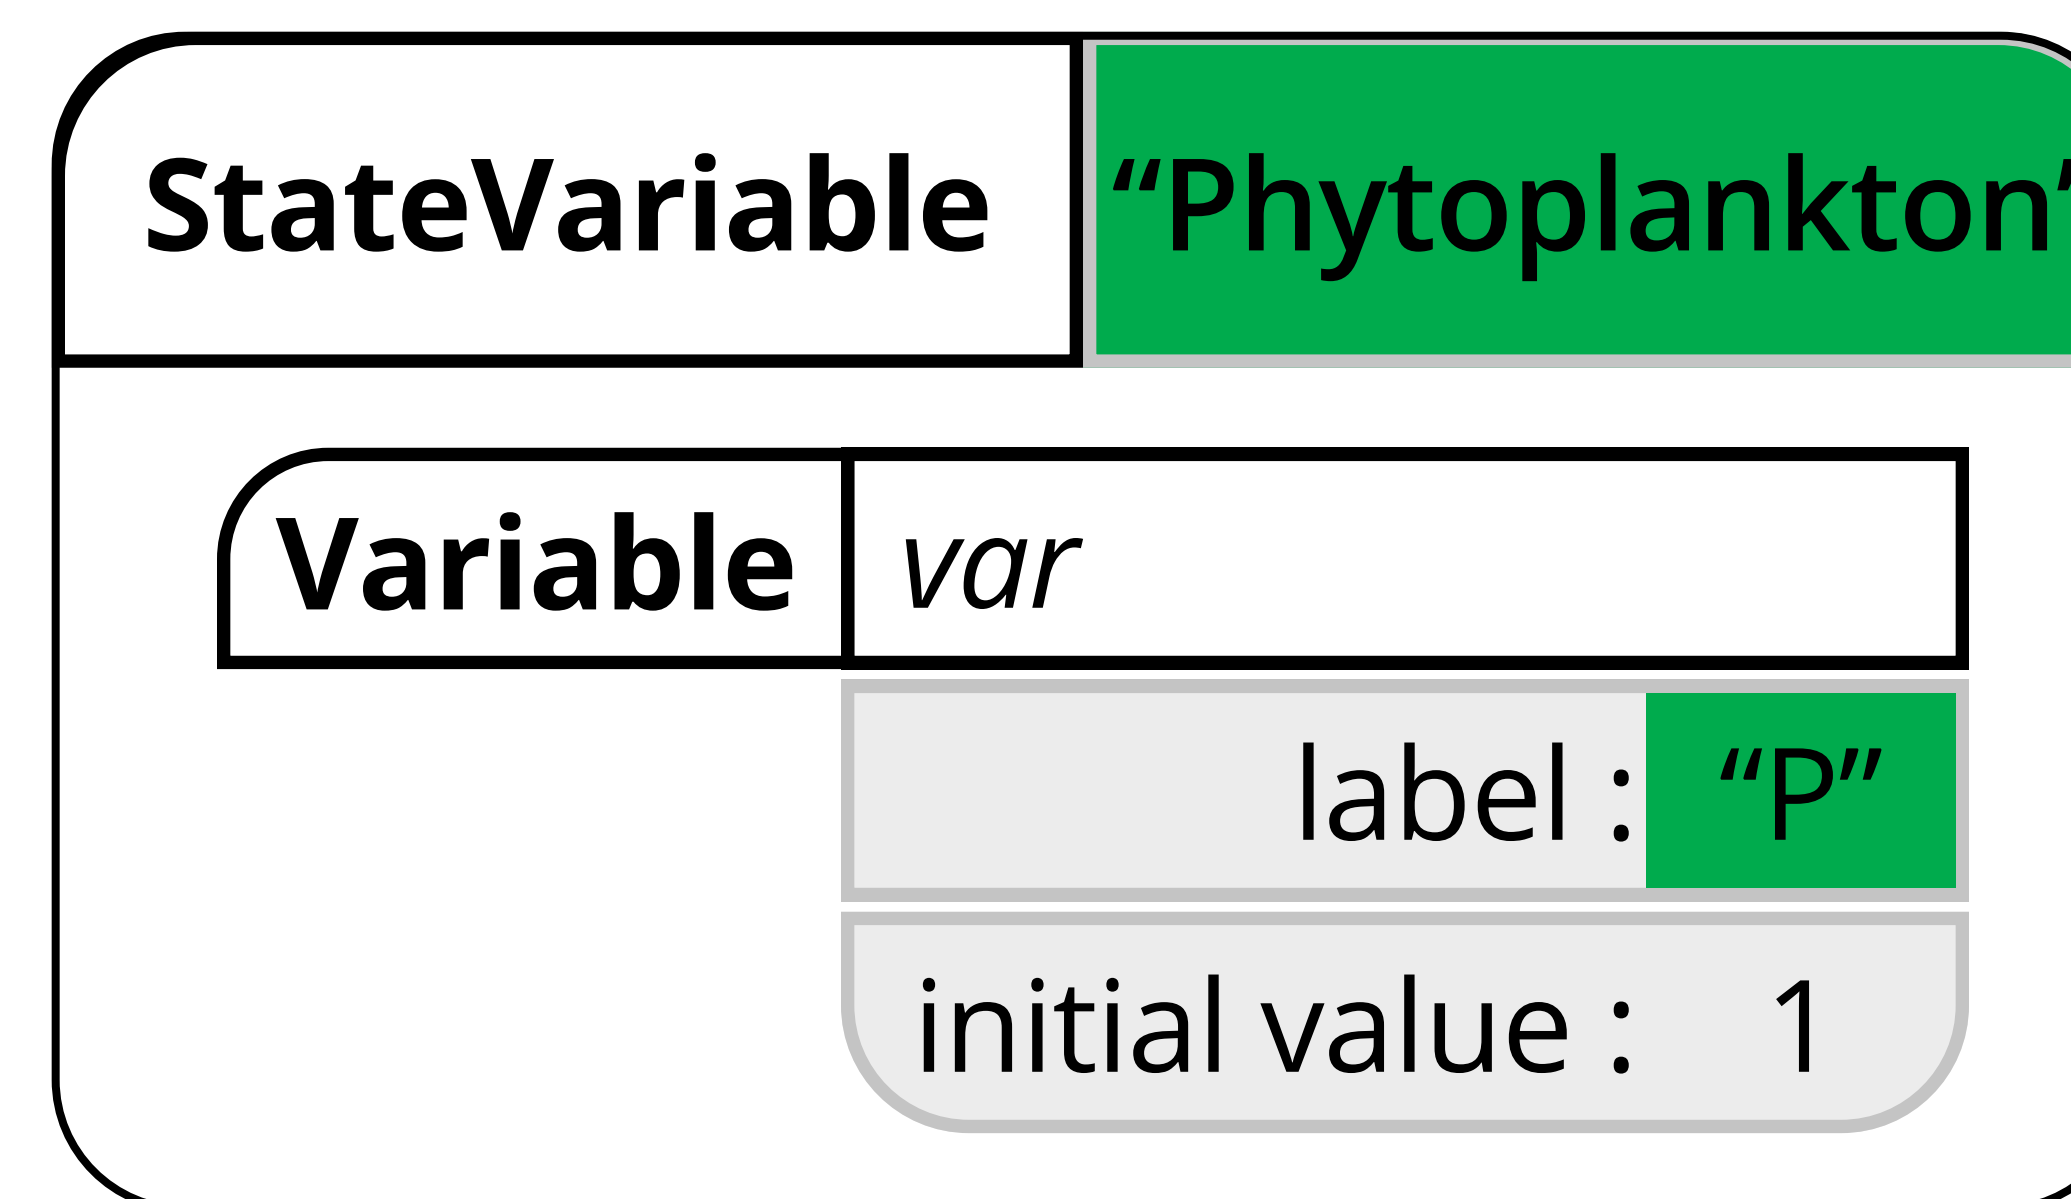 StateVariable “Phytoplankton”
Variable var
label : “P”
initial value : 1